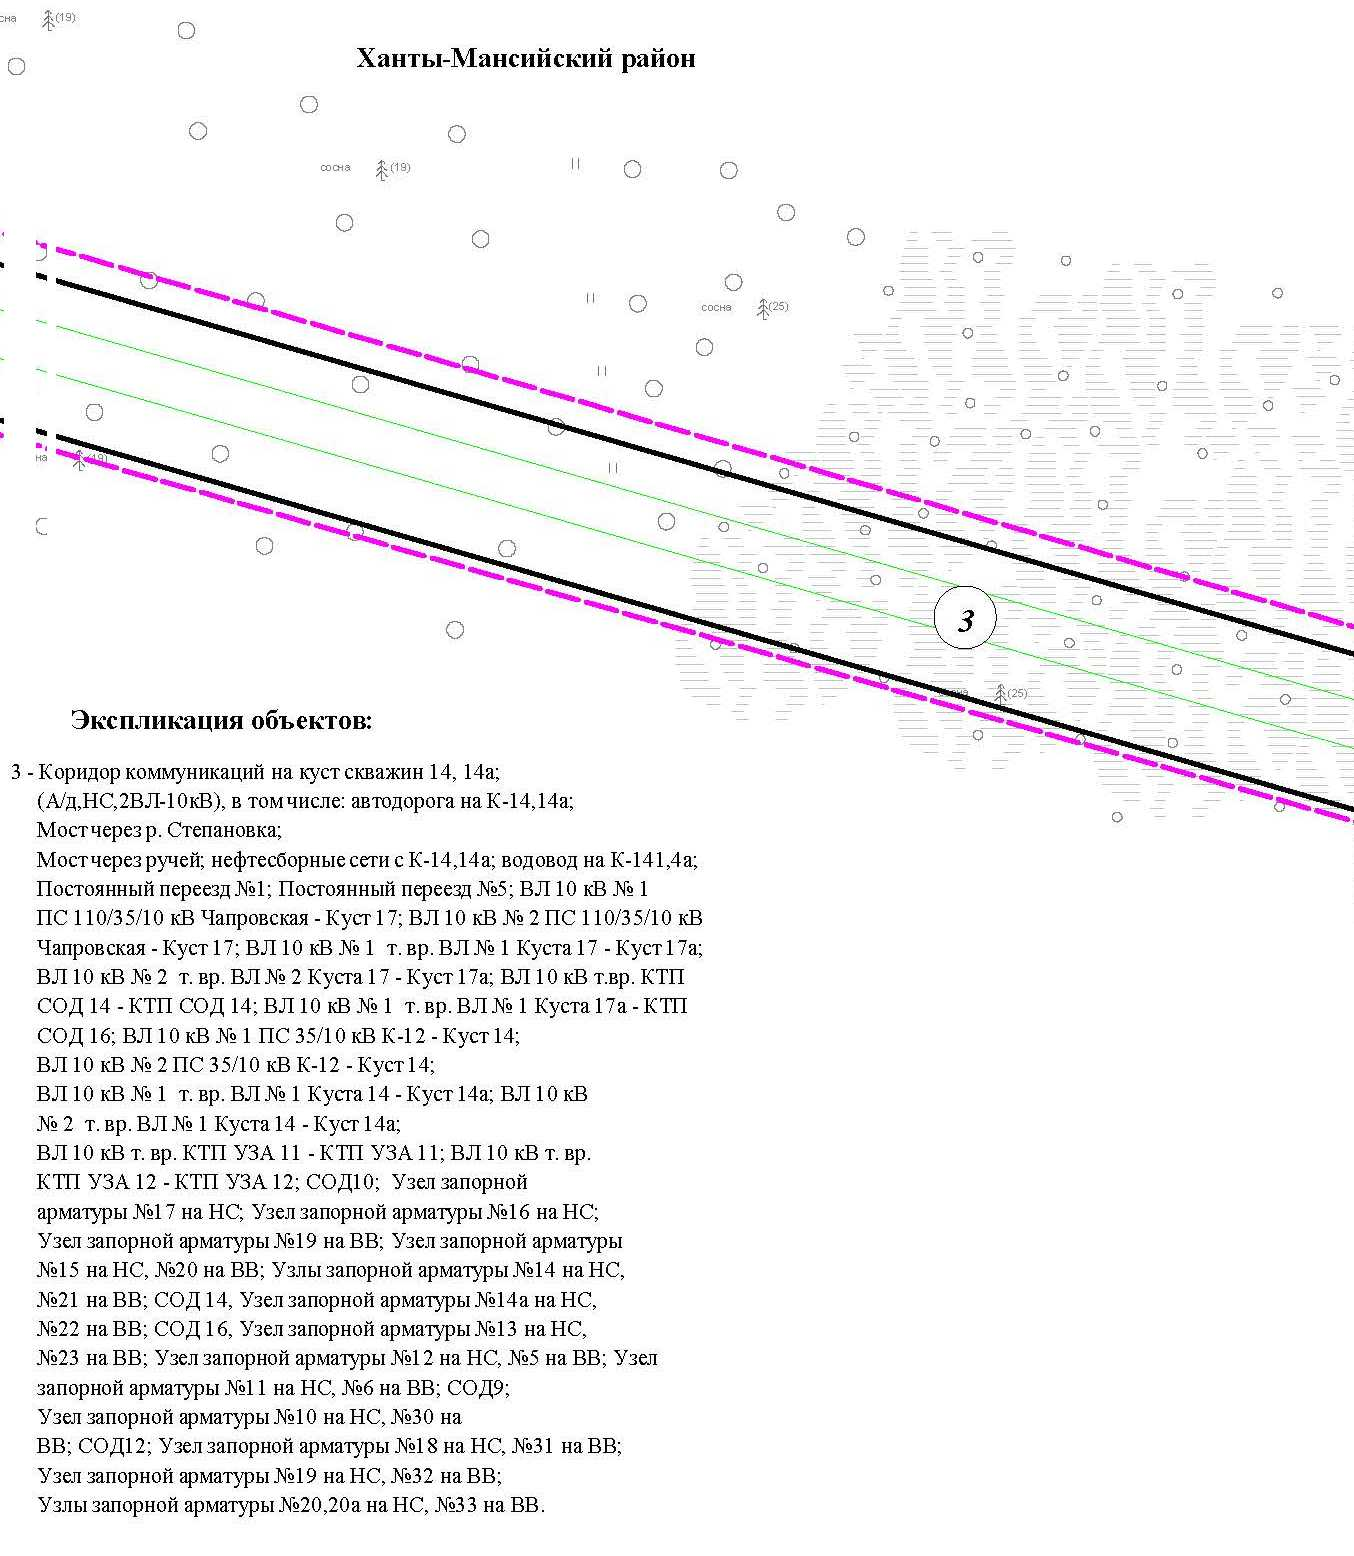 сна (19)
Ханты-Мансийский район
сосна (19)
сосна (25)
на (19)
3
(25)
Экспликация объектов:
3 - Коридор коммуникаций на куст скважин 14, 14а;
(А/д,НС,2ВЛ-10кВ), в том числе: автодорога на К-14,14а;
Мост через р. Степановка;
Мост через ручей; нефтесборные сети с К-14,14а; водовод на К-141,4а;
Постоянный переезд №1; Постоянный переезд №5; ВЛ 10 кВ № 1
ПС 110/35/10 кВ Чапровская - Куст 17; ВЛ 10 кВ № 2 ПС 110/35/10 кВ
Чапровская - Куст 17; ВЛ 10 кВ № 1 т. вр. ВЛ № 1 Куста 17 - Куст 17а;
ВЛ 10 кВ № 2 т. вр. ВЛ № 2 Куста 17 - Куст 17а; ВЛ 10 кВ т.вр. КТП
СОД 14 - КТП СОД 14; ВЛ 10 кВ № 1 т. вр. ВЛ № 1 Куста 17а - КТП
СОД 16; ВЛ 10 кВ № 1 ПС 35/10 кВ К-12 - Куст 14;
ВЛ 10 кВ № 2 ПС 35/10 кВ К-12 - Куст 14;
ВЛ 10 кВ № 1 т. вр. ВЛ № 1 Куста 14 - Куст 14а; ВЛ 10 кВ
№ 2 т. вр. ВЛ № 1 Куста 14 - Куст 14а;
ВЛ 10 кВ т. вр. КТП УЗА 11 - КТП УЗА 11; ВЛ 10 кВ т. вр.
КТП УЗА 12 - КТП УЗА 12; СОД10; Узел запорной
арматуры №17 на НС; Узел запорной арматуры №16 на НС;
Узел запорной арматуры №19 на ВВ; Узел запорной арматуры
№15 на НС, №20 на ВВ; Узлы запорной арматуры №14 на НС,
№21 на ВВ; СОД 14, Узел запорной арматуры №14а на НС,
№22 на ВВ; СОД 16, Узел запорной арматуры №13 на НС,
№23 на ВВ; Узел запорной арматуры №12 на НС, №5 на ВВ; Узел
запорной арматуры №11 на НС, №6 на ВВ; СОД9;
Узел запорной арматуры №10 на НС, №30 на
ВВ; СОД12; Узел запорной арматуры №18 на НС, №31 на ВВ;
Узел запорной арматуры №19 на НС, №32 на ВВ;
Узлы запорной арматуры №20,20а на НС, №33 на ВВ.